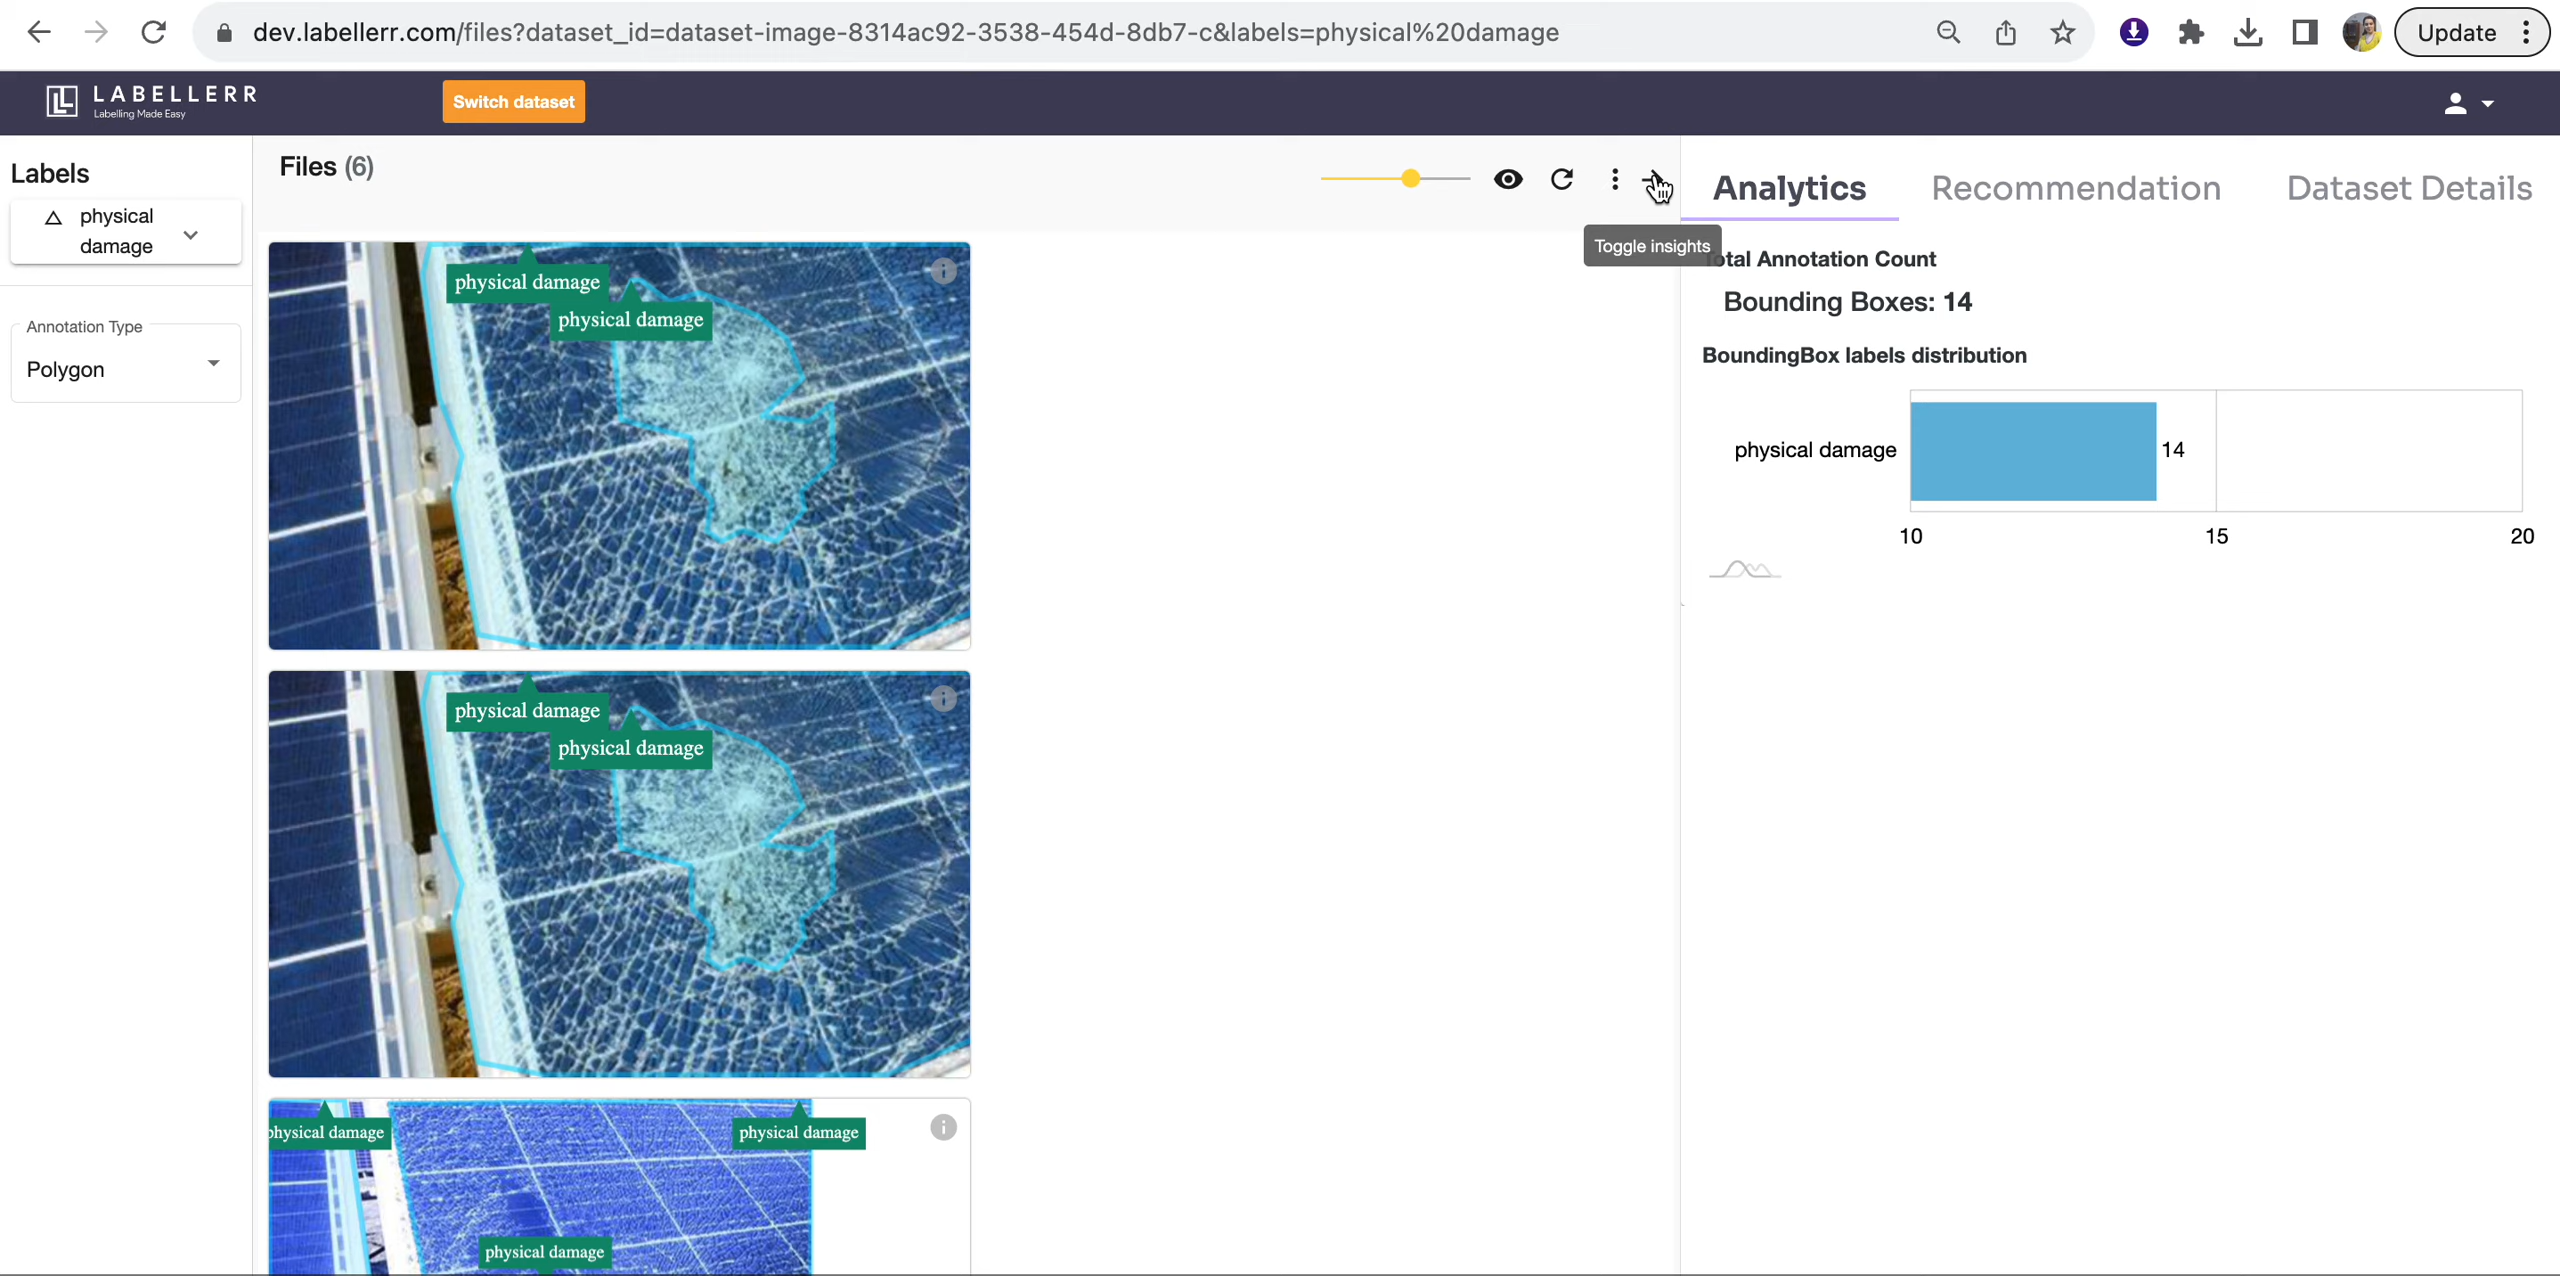 dev.labellerr.com/files?dataset_id=dataset-image-8314ac92-3538-454d-8db7-c&labels=physical%20damage
Update
LABELLERR
Labelling Made Easy
Switch dataset
Labels
physical
damage
Annotation Type
Polygon
Files (6)
physical damage
physical damage
physical damage
physical damage
physical damage
physical damage
physical damage
Analytics
Recommendation
Dataset Details
Toggle insights
Total Annotation Count
Bounding Boxes: 14
BoundingBox labels distribution
physical damage
14
10
15
20